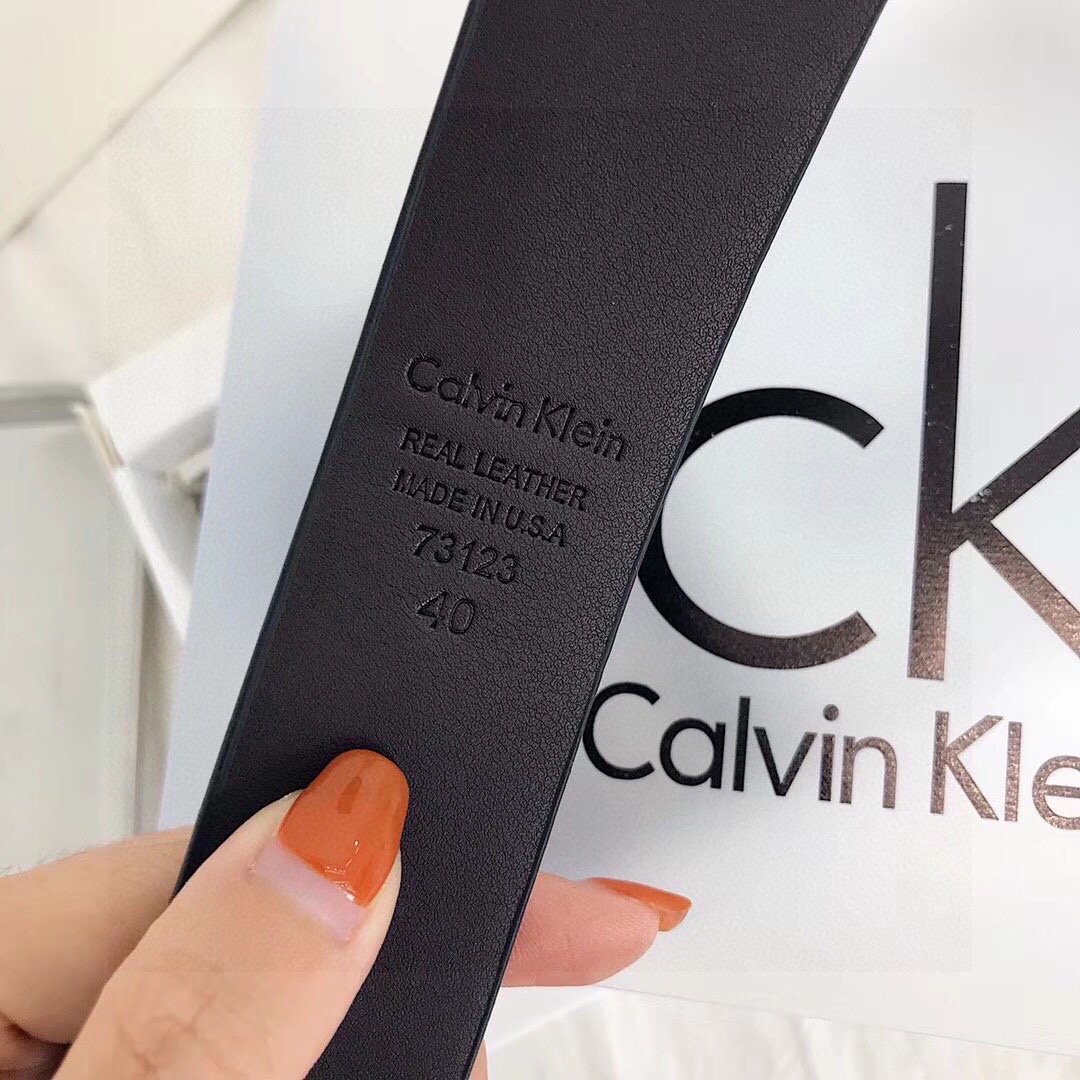 Calvin Klein
REAL LEATHER
MADE IN U.S.A
73123
40
ck
Calvin Kle